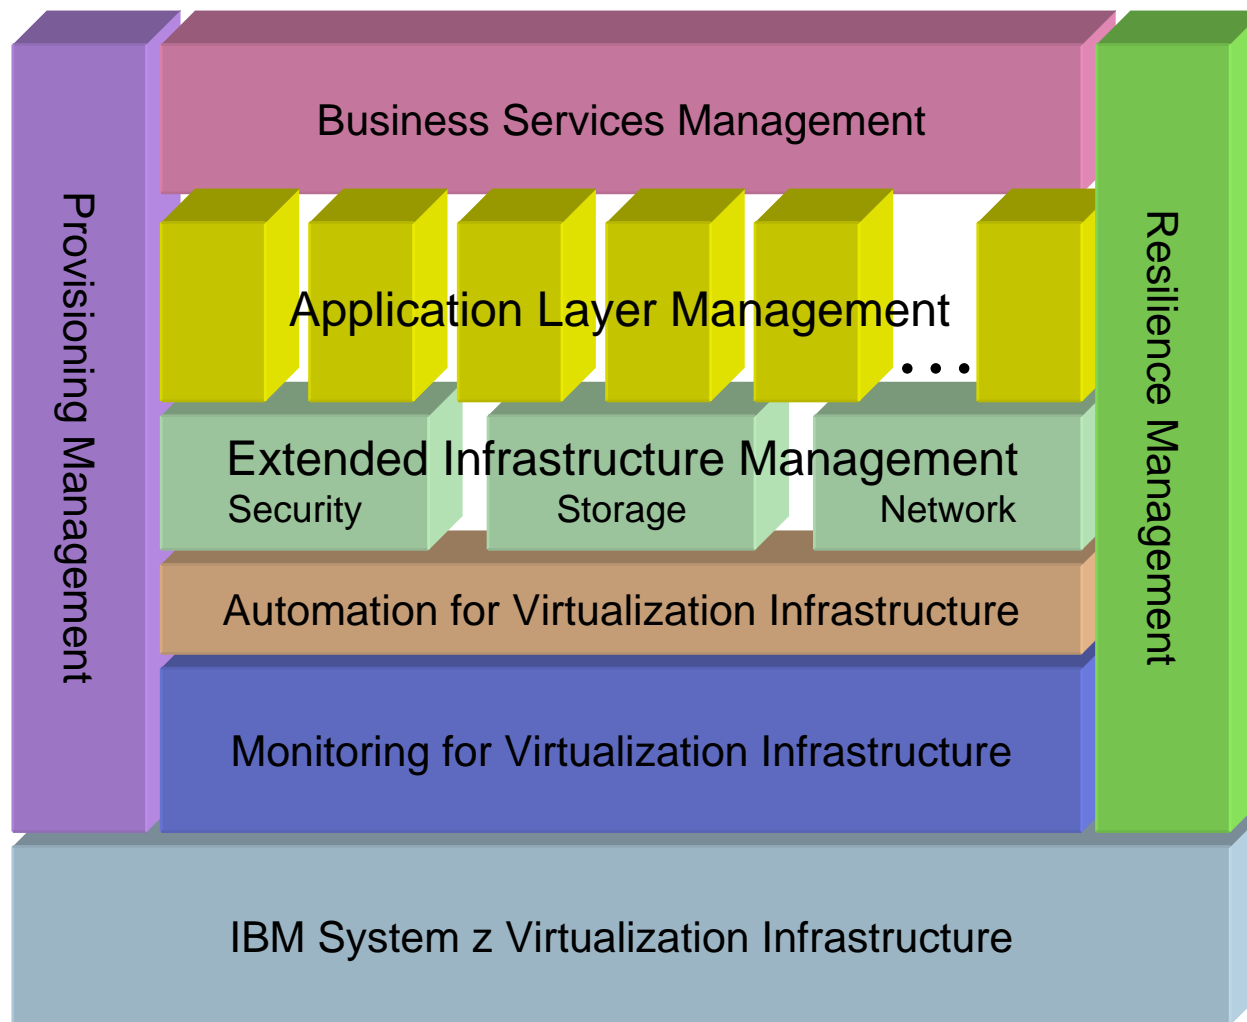 Business Services Management
Provisioning Management
Resilience Management
Application Layer Management
...
Extended Infrastructure Management
Security
Storage
Network
Automation for Virtualization Infrastructure
Monitoring for Virtualization Infrastructure
IBM System z Virtualization Infrastructure